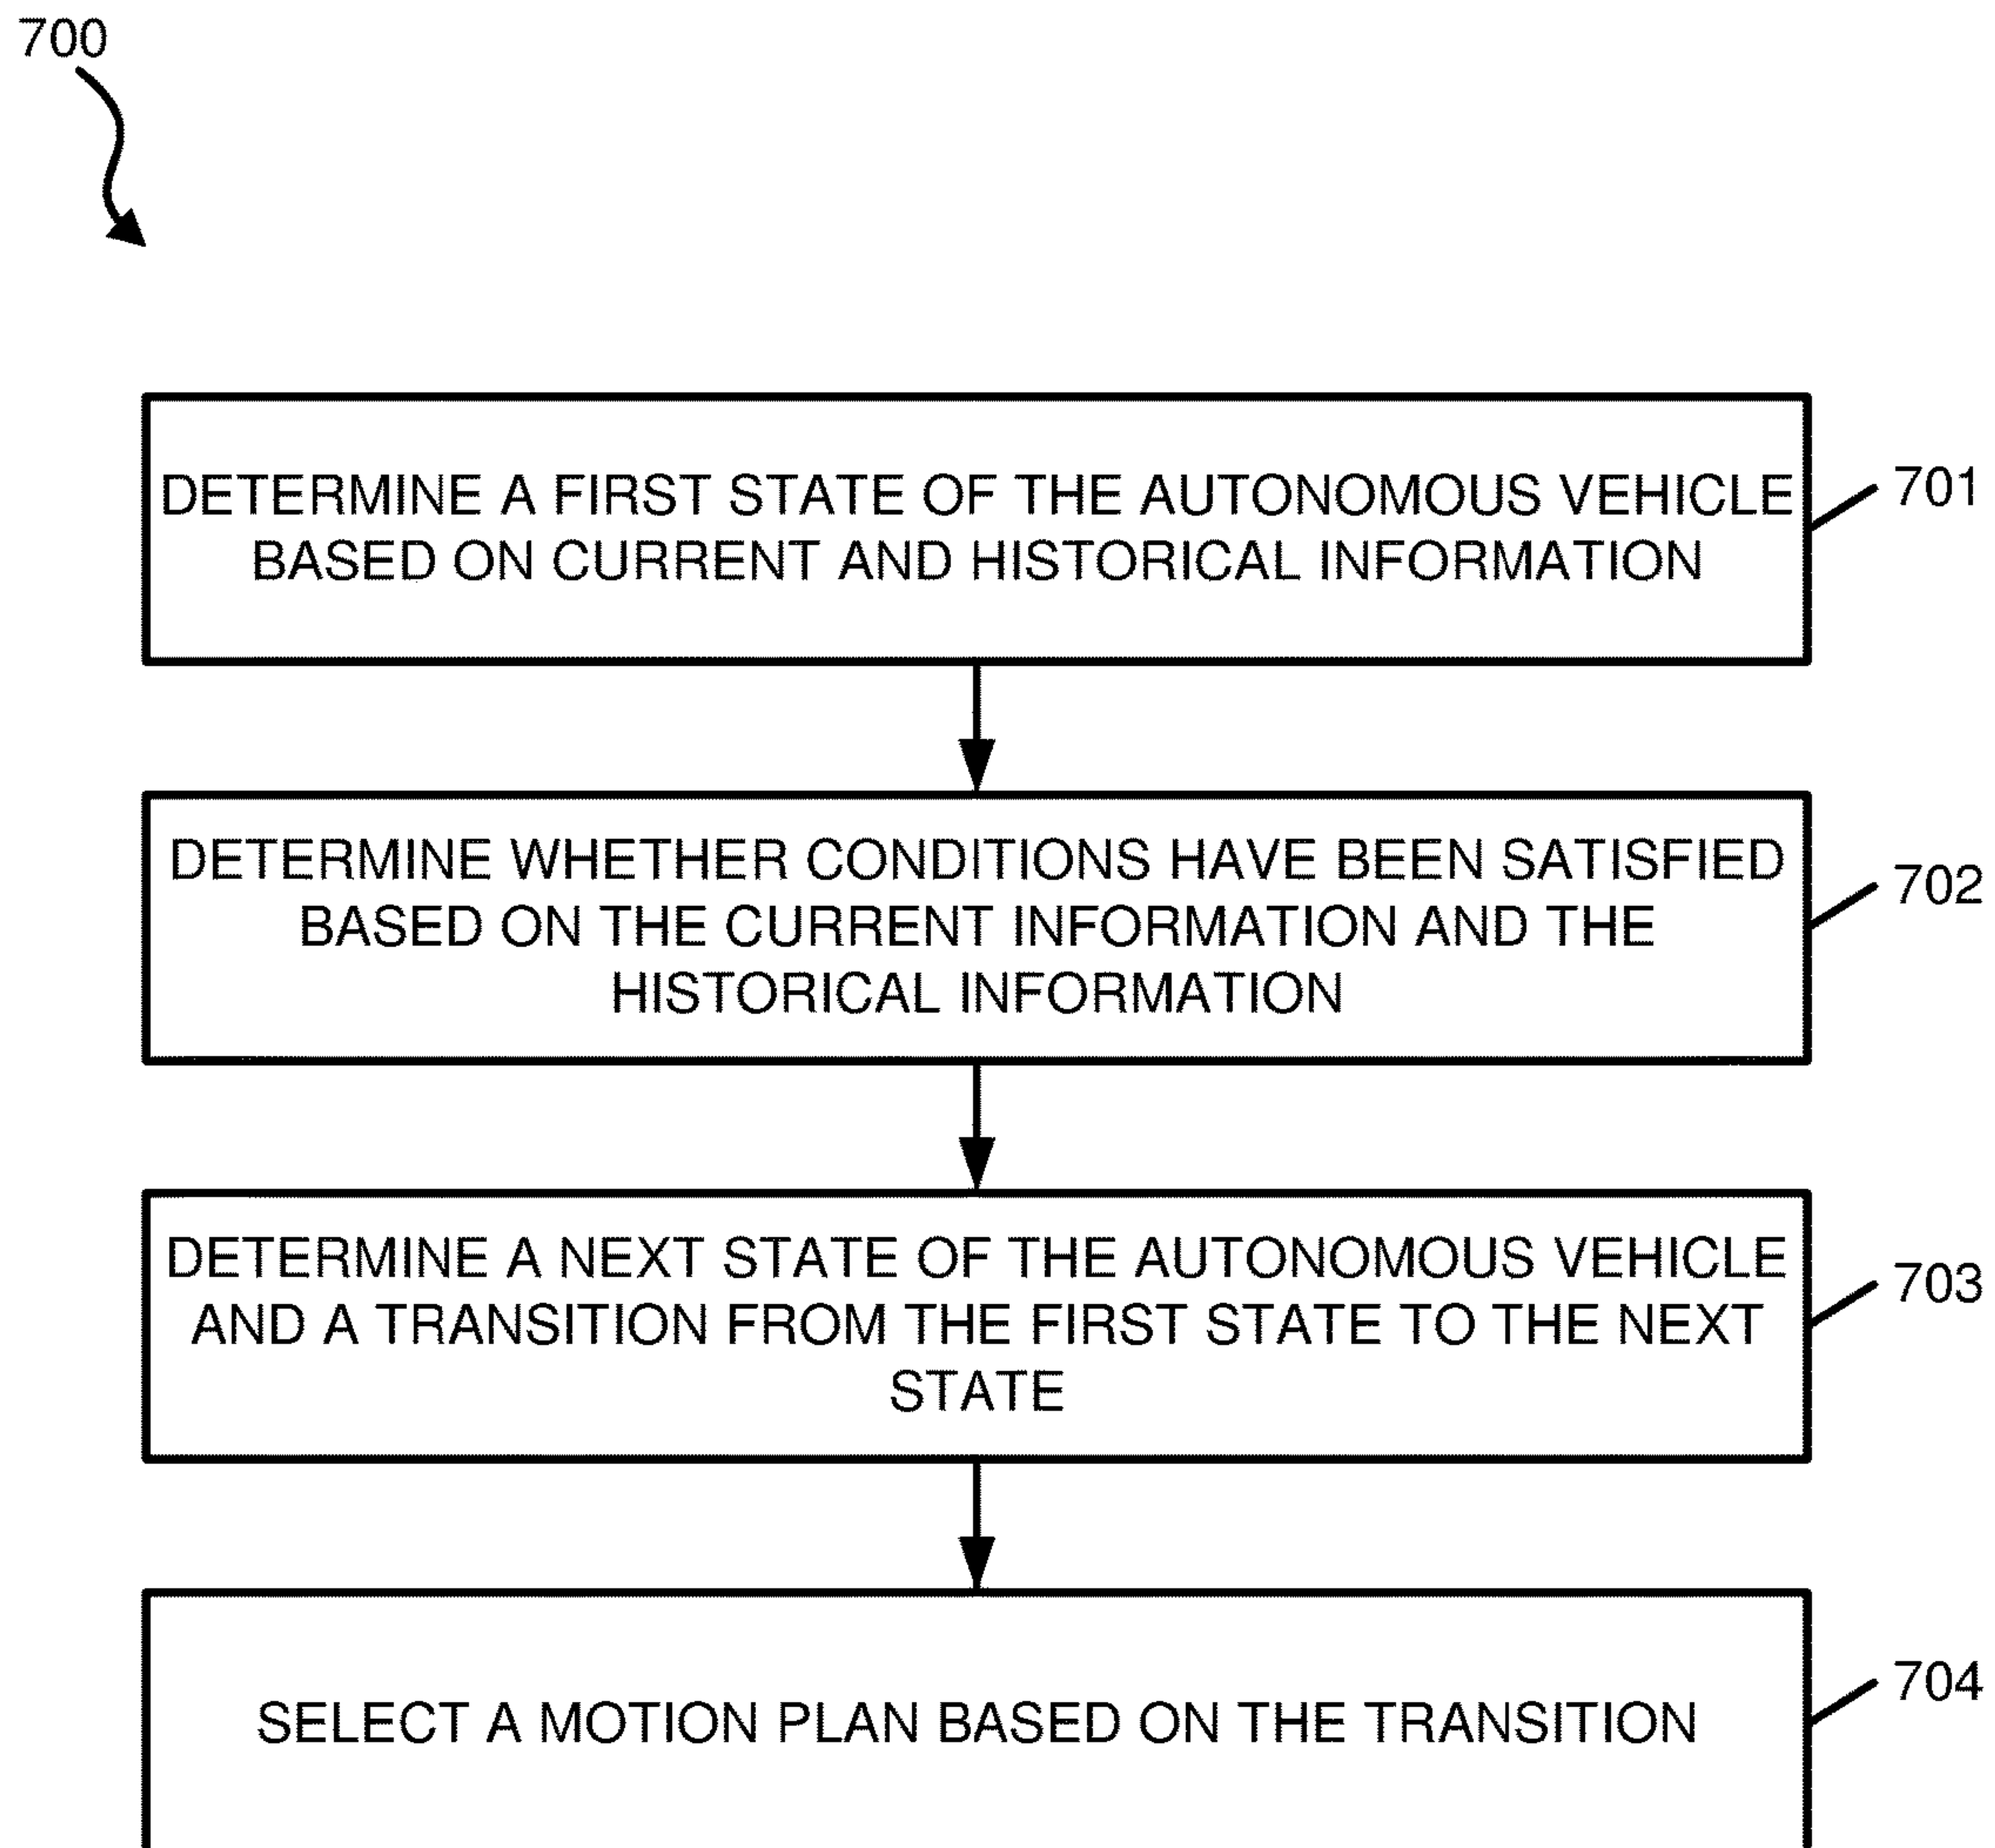 700
DETERMINE A FIRST STATE OF THE AUTONOMOUS VEHICLE
BASED ON CURRENT AND HISTORICAL INFORMATION
701
DETERMINE WHETHER CONDITIONS HAVE BEEN SATISFIED
BASED ON THE CURRENT INFORMATION AND THE
HISTORICAL INFORMATION
702
DETERMINE A NEXT STATE OF THE AUTONOMOUS VEHICLE
AND A TRANSITION FROM THE FIRST STATE TO THE NEXT
STATE
703
SELECT A MOTION PLAN BASED ON THE TRANSITION
704